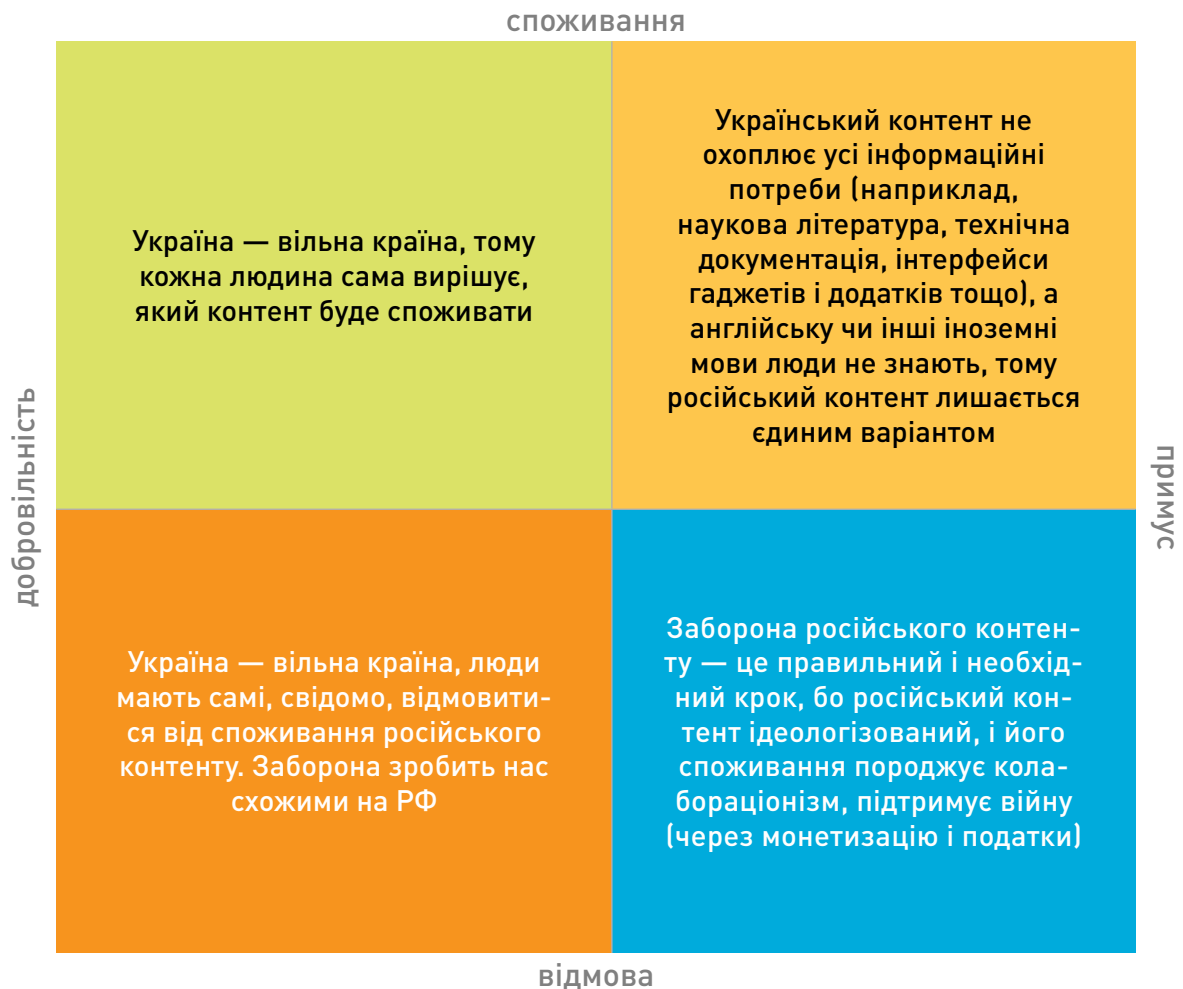 споживання
Україна — вільна країна, тому
кожна людина сама вирішує,
який контент буде споживати
Український контент не
охоплює усі інформаційні
потреби (наприклад,
наукова література, технічна
документація, інтерфейси
гаджетів і додатків тощо), а
англійську чи інші іноземні
мови люди не знають, тому
російський контент лишається
єдиним варіантом
добровільність
примус
Україна — вільна країна, люди
мають самі, свідомо, відмовити-
ся від споживання російського
контенту. Заборона зробить нас
схожими на РФ
Заборона російського контен-
ту — це правильний і необхід-
ний крок, бо російський кон-
тент ідеологізований, і його
споживання породжує кола-
бораціонізм, підтримує війну
(через монетизацію і податки)
відмова